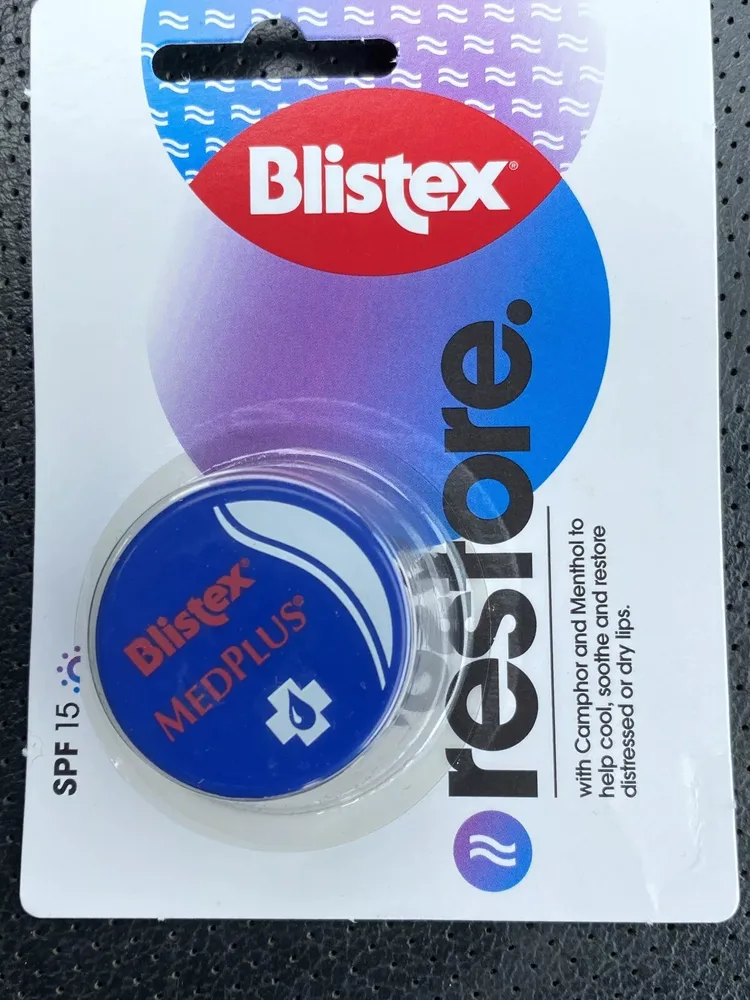 Blistex®
restore.
with Camphor and Menthol to
help cool, soothe and restore
distressed or dry lips.
Blistex®
MEDPLUS®
SPF 15